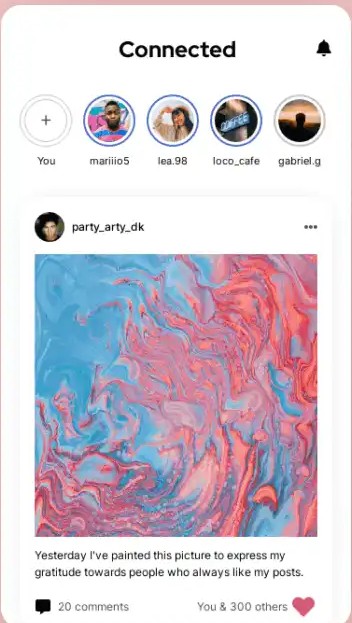 Connected
You mariiio5 lea.98 loco_cafe gabriel.g
party_arty_dk
Yesterday I've painted this picture to express my
gratitude towards people who always like my posts.
20 comments You & 300 others